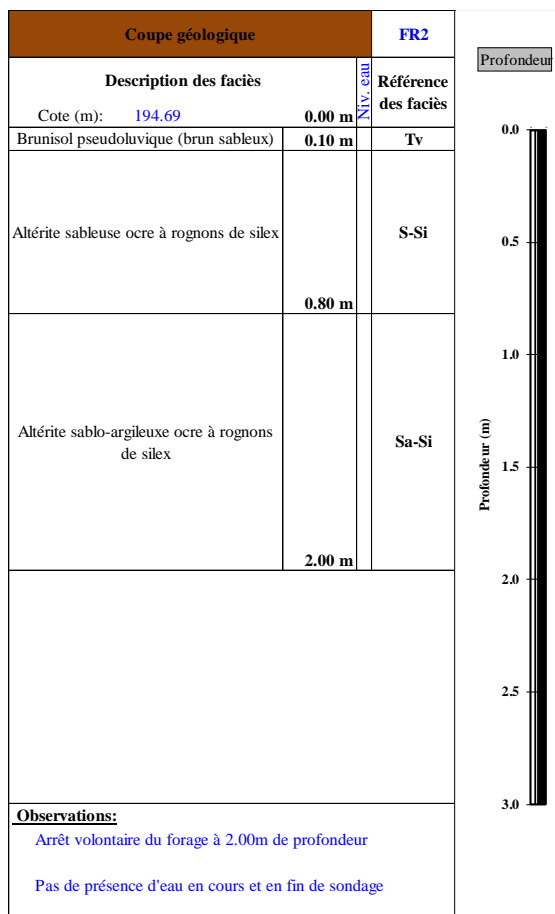 Coupe géologique FR2
Profondeur
Description des faciès Niv. eau Référence des faciès
Cote (m): 194.69 0.00 m
Brunisol pseudoluvique (brun sableux) 0.10 m Tv
0.0
Altérite sableuse ocre à rognons de silex S-Si
0.5
0.80 m
1.0
Altérite sablo-argileuxe ocre à rognons
de silex
Sa-Si
Profondeur (m)
1.5
2.00 m
2.0
2.5
3.0
Observations:
Arrêt volontaire du forage à 2.00m de profondeur
Pas de présence d'eau en cours et en fin de sondage